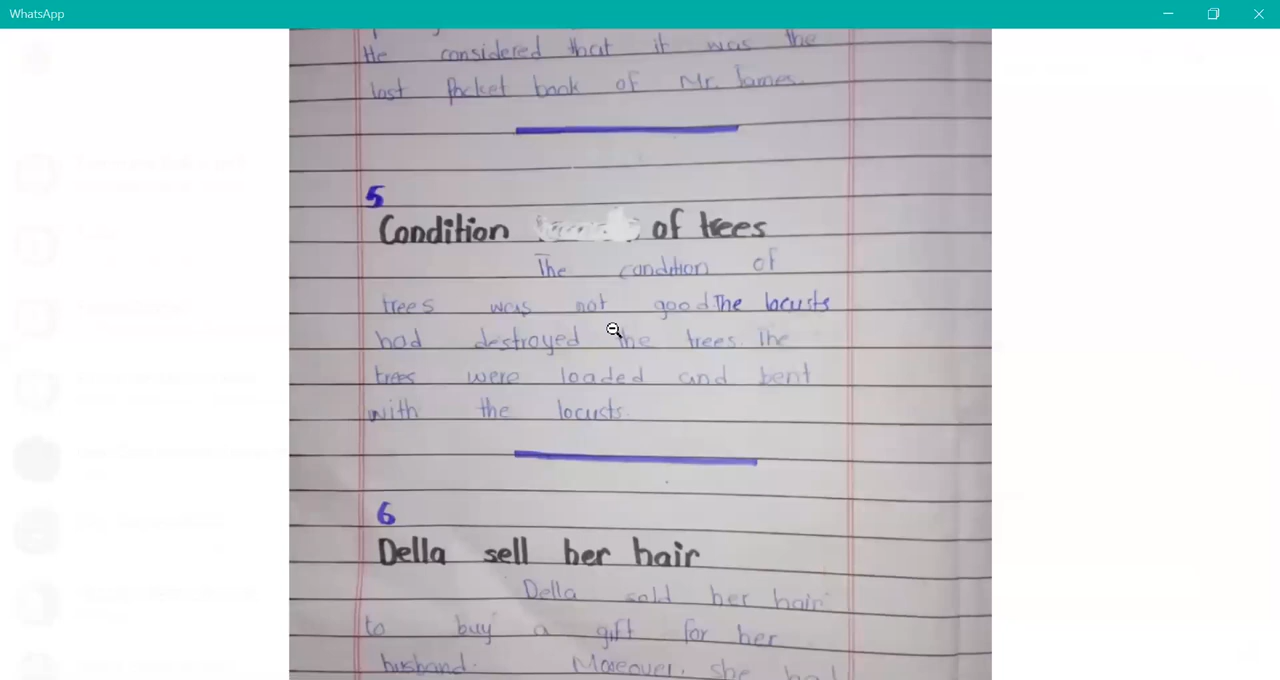 WhatsApp
He considered that it was the
last Pocket book of Mr. James.
5
Condition of trees
The condition of
trees was not good The locusts
had destroyed the trees. The
trees were loaded and bent
with the locusts.
6
Della sell her hair
Della sold her hair
to buy a gift for her
husband. Moreover, she had